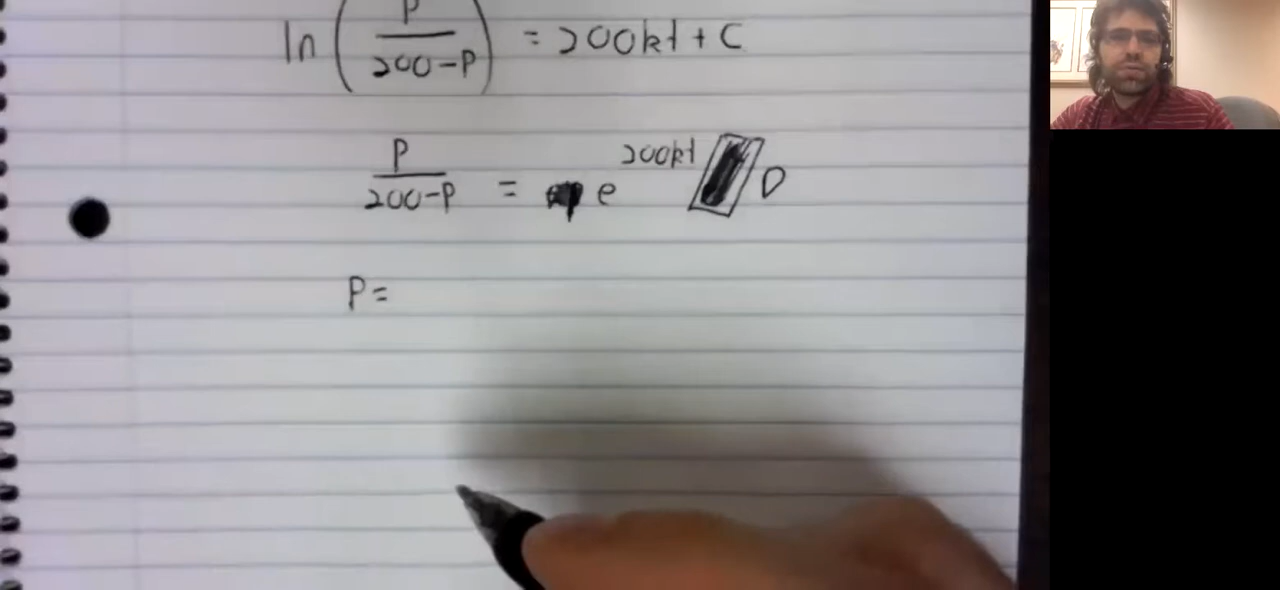 ln(P/(200-P)) = 200kt + C
P/(200-P) = e^200kt D
P =